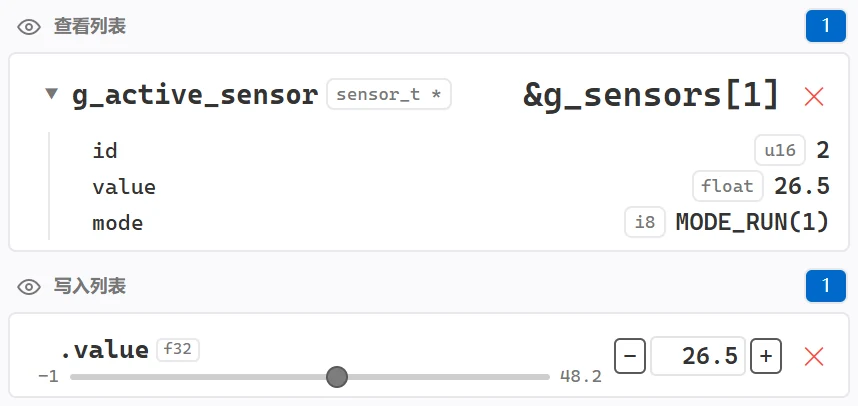 查看列表 1
g_active_sensor sensor_t * &g_sensors[1]
id u16 2
value float 26.5
mode i8 MODE_RUN(1)
写入列表 1
.value f32 − 26.5 +
−1 48.2